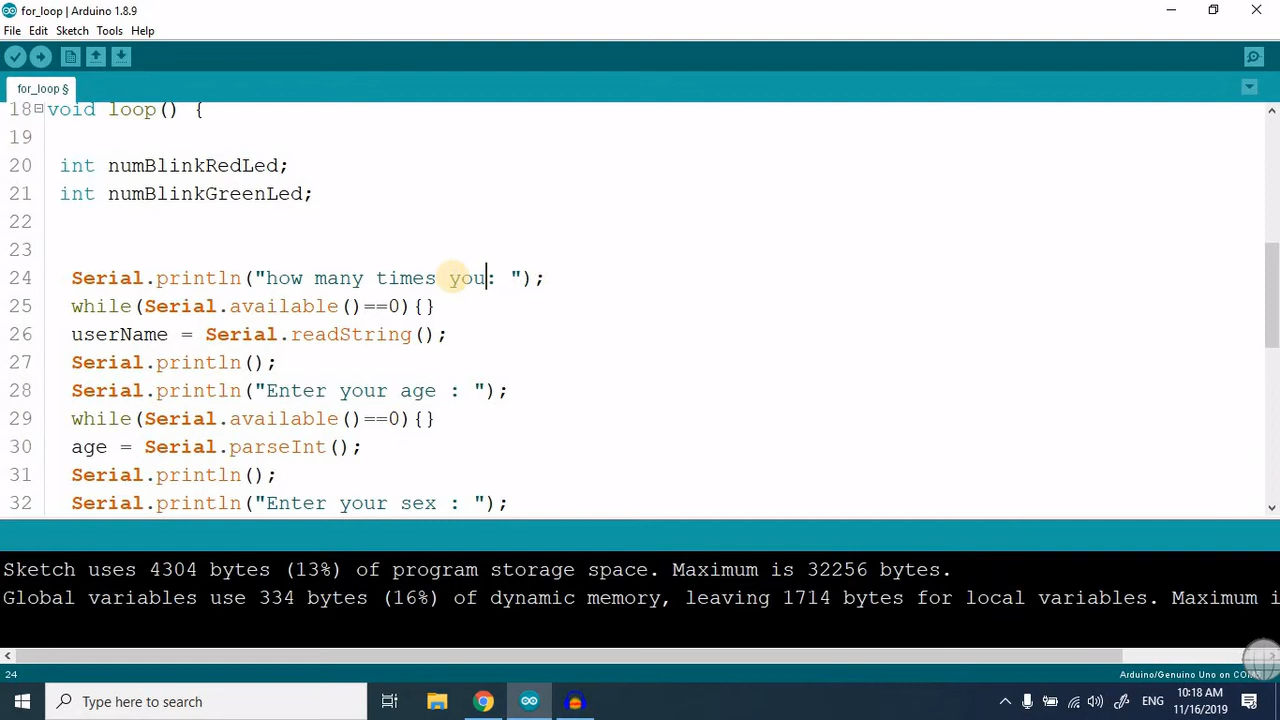 for_loop | Arduino 1.8.9
File Edit Sketch Tools Help
for_loop §
18 void loop() {
19
20 int numBlinkRedLed;
21 int numBlinkGreenLed;
22
23
24 Serial.println("how many times you: ");
25 while(Serial.available()==0){}
26 userName = Serial.readString();
27 Serial.println();
28 Serial.println("Enter your age : ");
29 while(Serial.available()==0){}
30 age = Serial.parseInt();
31 Serial.println();
32 Serial.println("Enter your sex : ");
Sketch uses 4304 bytes (13%) of program storage space. Maximum is 32256 bytes.
Global variables use 334 bytes (16%) of dynamic memory, leaving 1714 bytes for local variables. Maximum i
24 Arduino/Genuino Uno on COM
Type here to search
ENG
10:18 AM
11/16/2019